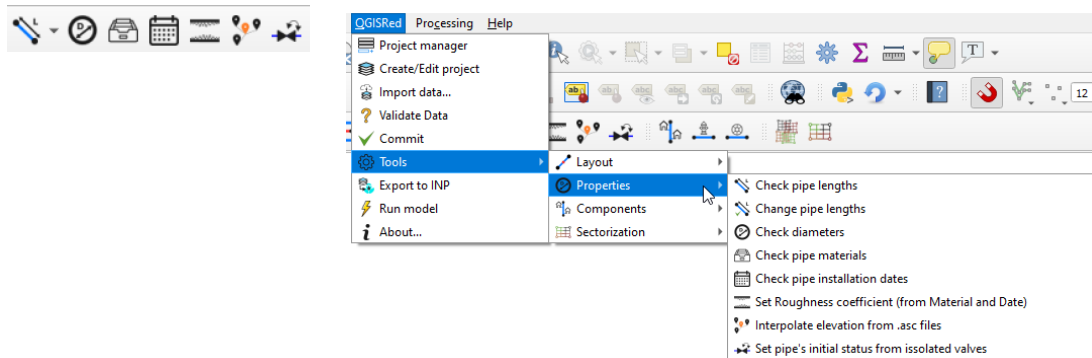 QGISRed Processing Help
Project manager
Create/Edit project
Import data...
Validate Data
Commit
Tools
Export to INP
Run model
About...
Layout
Properties
Components
Sectorization
Check pipe lengths
Change pipe lengths
Check diameters
Check pipe materials
Check pipe installation dates
Set Roughness coefficient (from Material and Date)
Interpolate elevation from .asc files
Set pipe's initial status from issolated valves
12